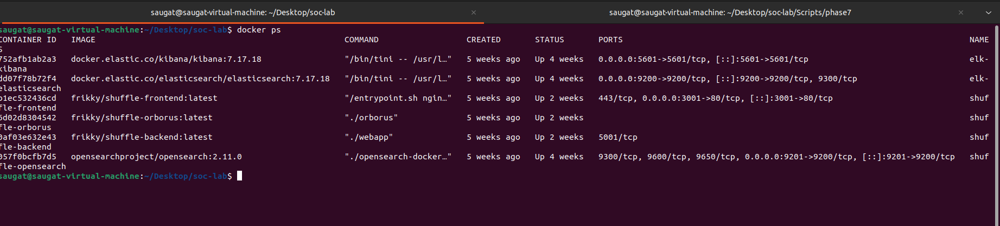 saugat@saugat-virtual-machine: ~/Desktop/soc-lab × saugat@saugat-virtual-machine: ~/Desktop/soc-lab/Scripts/phase7 ×
saugat@saugat-virtual-machine:~/Desktop/soc-lab$ docker ps
CONTAINER ID IMAGE COMMAND CREATED STATUS PORTS NAME
S
752afb1ab2a3 docker.elastic.co/kibana/kibana:7.17.18 "/bin/tini -- /usr/l…" 5 weeks ago Up 4 weeks 0.0.0.0:5601->5601/tcp, [::]:5601->5601/tcp elk-
kibana
dd07f78b72f4 docker.elastic.co/elasticsearch/elasticsearch:7.17.18 "/bin/tini -- /usr/l…" 5 weeks ago Up 4 weeks 0.0.0.0:9200->9200/tcp, [::]:9200->9200/tcp, 9300/tcp elk-
elasticsearch
b1ec532436cd frikky/shuffle-frontend:latest "/entrypoint.sh ngin…" 5 weeks ago Up 2 weeks 443/tcp, 0.0.0.0:3001->80/tcp, [::]:3001->80/tcp shuf
fle-frontend
6d02d8304542 frikky/shuffle-orborus:latest "./orborus" 5 weeks ago Up 2 weeks shuf
fle-orborus
0af03e632e43 frikky/shuffle-backend:latest "./webapp" 5 weeks ago Up 2 weeks 5001/tcp shuf
fle-backend
057f0bcfb7d5 opensearchproject/opensearch:2.11.0 "./opensearch-docker…" 5 weeks ago Up 4 weeks 9300/tcp, 9600/tcp, 9650/tcp, 0.0.0.0:9201->9200/tcp, [::]:9201->9200/tcp shuf
fle-opensearch
saugat@saugat-virtual-machine:~/Desktop/soc-lab$